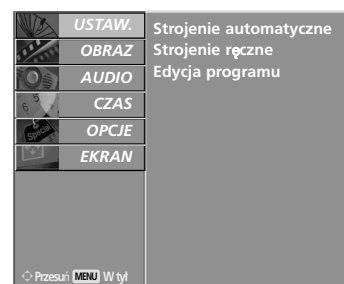 USTAW.
OBRAZ
AUDIO
CZAS
OPCJE
EKRAN
Strojenie automatyczne
Strojenie ręczne
Edycja programu
Przesuń MENU W tył